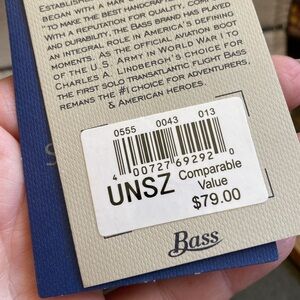 ESTABLISHED
BEGAN WITH A MAN
"TO MAKE THE BEST HANDCRAFTED
WITH A REPUTATION FOR QUALITY, COMFORT
AND DURABILITY, THE BASS BRAND HAS PLAYED
AN INTEGRAL ROLE IN AMERICA'S DEFINING
MOMENTS. AS THE OFFICIAL AVIATION BOOT
OF THE U.S. ARMY IN WORLD WAR I TO
CHARLES A. LINDBERGH'S CHOICE FOR
THE FIRST SOLO TRANSATLANTIC FLIGHT BASS
REMAINS THE #1 CHOICE FOR ADVENTURERS,
& AMERICAN HEROES.
0555 0043 013
4 00727 69292 0
UNSZ Comparable
Value
$79.00
Bass